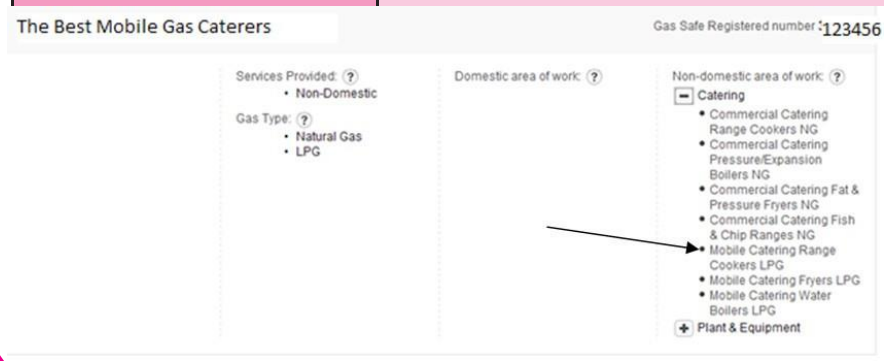 The Best Mobile Gas Caterers
Gas Safe Registered number 123456
Services Provided: ?
• Non-Domestic
Gas Type: ?
• Natural Gas
• LPG
Domestic area of work: ?
Non-domestic area of work: ?
- Catering
• Commercial Catering
Range Cookers NG
• Commercial Catering
Pressure/Expansion
Boilers NG
• Commercial Catering Fat &
Pressure Fryers NG
• Commercial Catering Fish
& Chip Ranges NG
• Mobile Catering Range
Cookers LPG
• Mobile Catering Fryers LPG
• Mobile Catering Water
Boilers LPG
+ Plant & Equipment